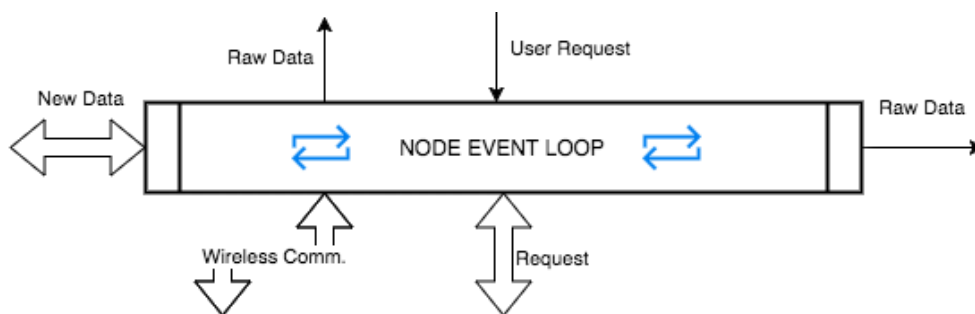 User Request
Raw Data
New Data
Raw Data
NODE EVENT LOOP
Wireless Comm.
Request